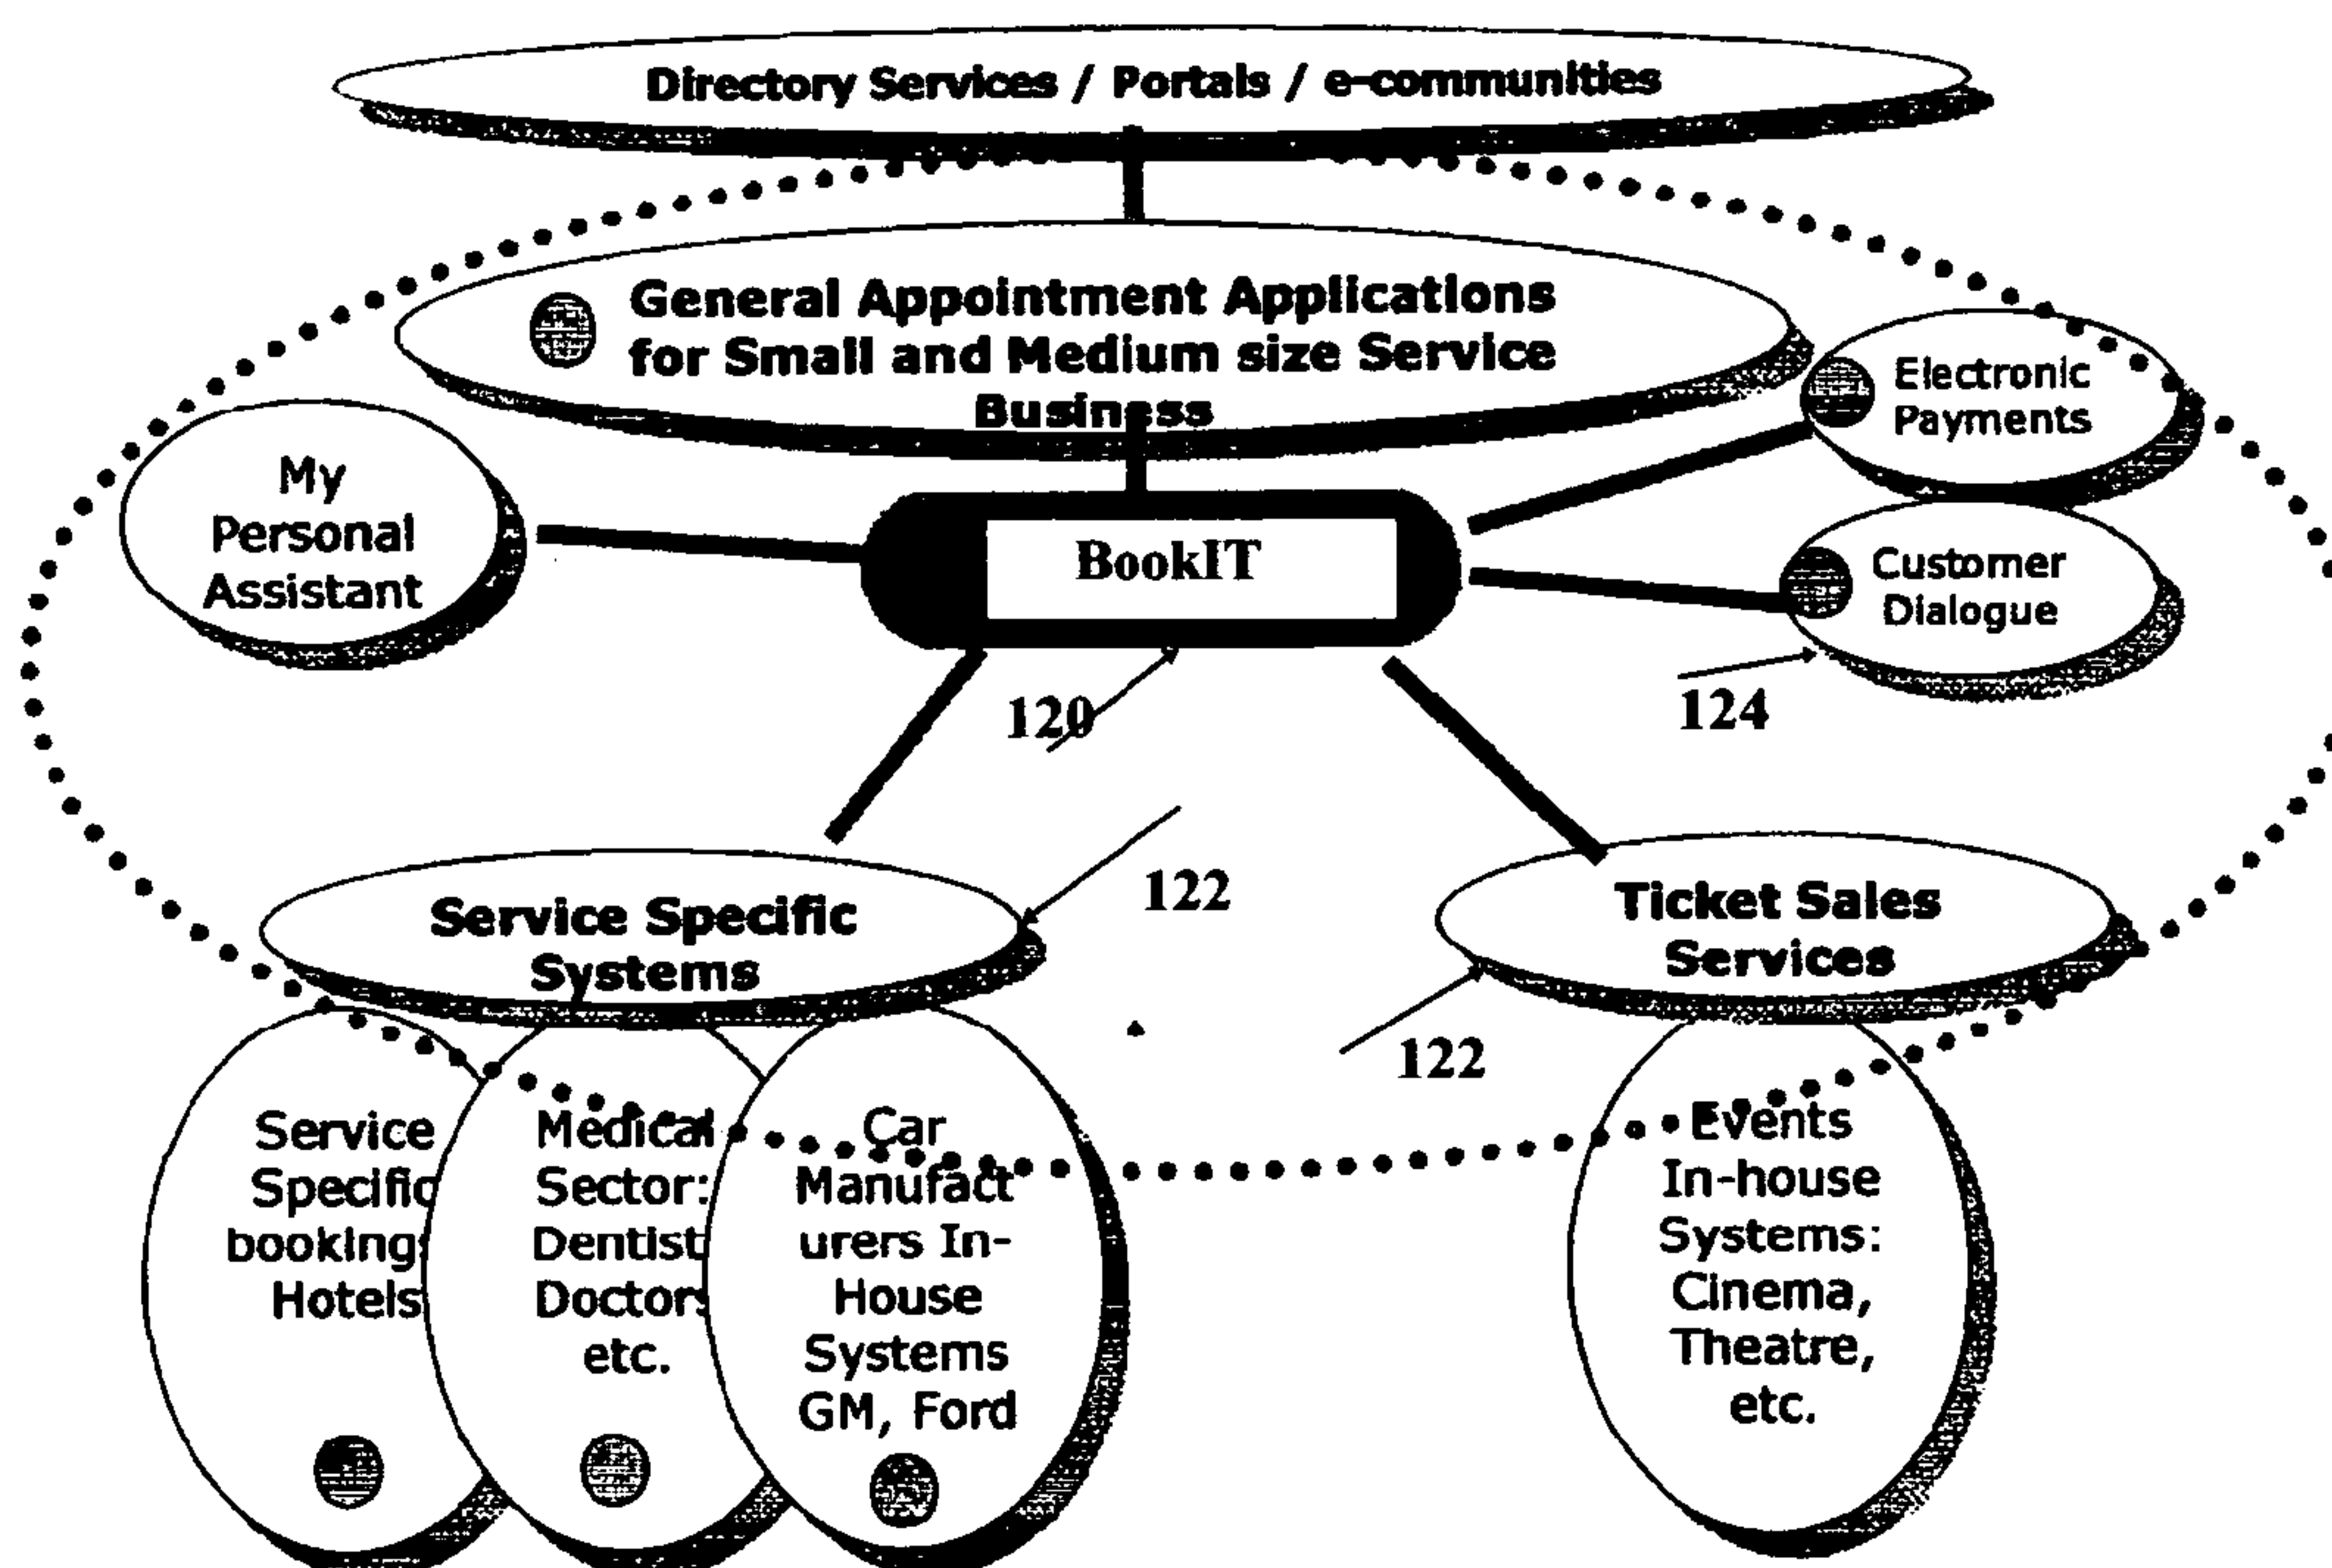 Directory Services / Portals / e-communities
General Appointment Applications
for Small and Medium size Service
Business
Electronic
Payments
My
Personal
Assistant
BookIT
Customer
Dialogue
120
124
122
Service Specific
Systems
Ticket Sales
Services
122
Service
Specific
booking
Hotels
Medical
Sector:
Dentist
Doctors
etc.
Car
Manufact
urers In-
House
Systems
GM, Ford
Events
In-house
Systems:
Cinema,
Theatre,
etc.